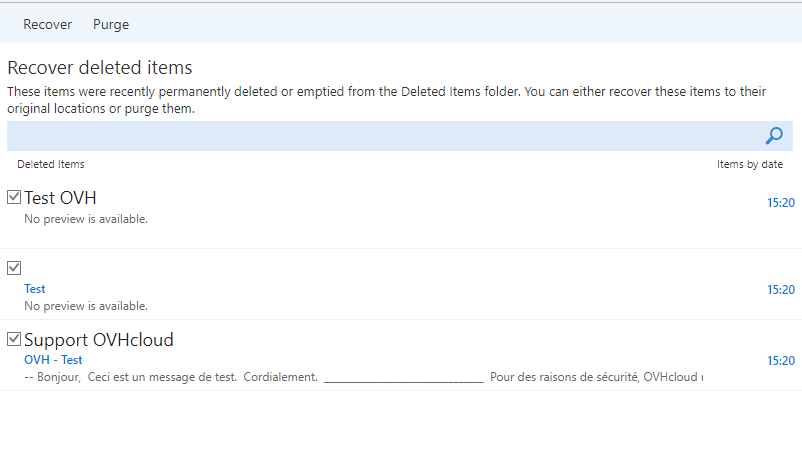 Recover Purge
Recover deleted items
These items were recently permanently deleted or emptied from the Deleted Items folder. You can either recover these items to their
original locations or purge them.
Deleted Items Items by date
Test OVH
15:20
No preview is available.
Test 15:20
No preview is available.
Support OVHcloud
OVH - Test 15:20
-- Bonjour, Ceci est un message de test. Cordialement. ______________________________ Pour des raisons de sécurité, OVHcloud